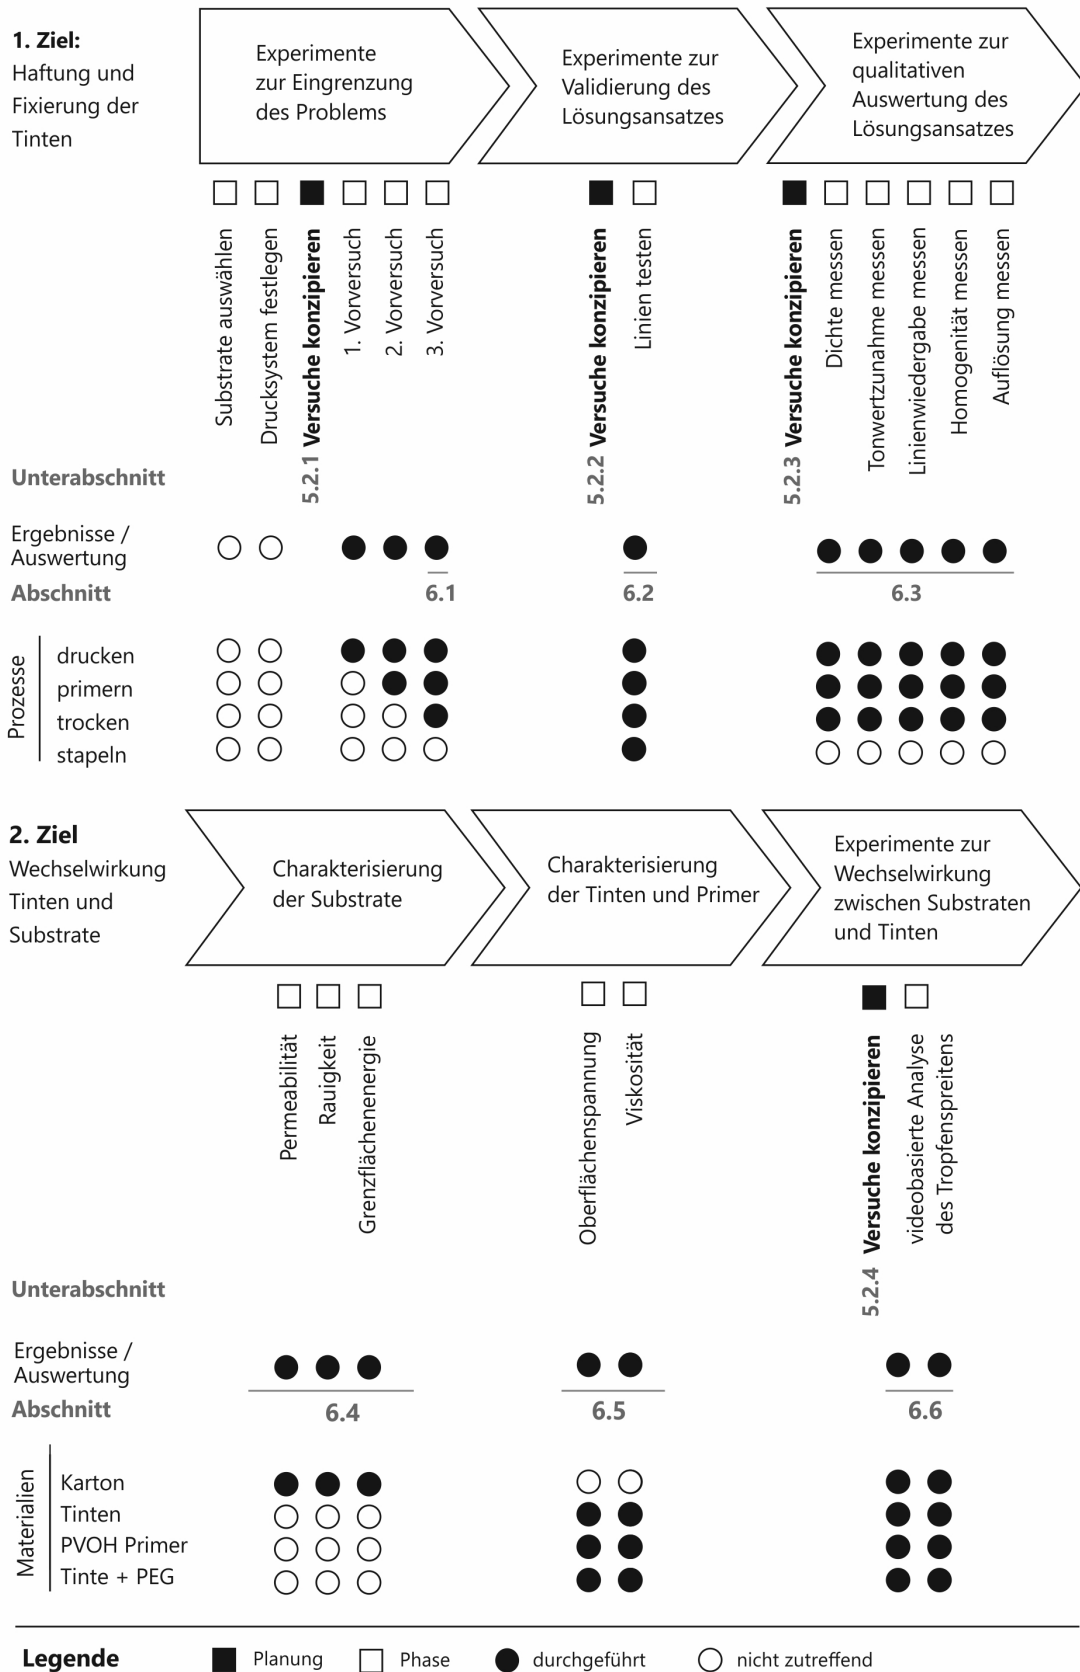 1. Ziel:
Haftung und
Fixierung der
Tinten
Experimente
zur Eingrenzung
des Problems
Experimente zur
Validierung des
Lösungsansatzes
Experimente zur
qualitativen
Auswertung des
Lösungsansatzes
Substrate auswählen
Drucksystem festlegen
5.2.1 Versuche konzipieren
1. Vorversuch
2. Vorversuch
3. Vorversuch
5.2.2 Versuche konzipieren
Linien testen
5.2.3 Versuche konzipieren
Dichte messen
Tonwertzunahme messen
Linienwiedergabe messen
Homogenität messen
Auflösung messen
Unterabschnitt
Ergebnisse /
Auswertung
Abschnitt
6.1
6.2
6.3
Prozesse
drucken
primern
trocken
stapeln
2. Ziel
Wechselwirkung
Tinten und
Substrate
Charakterisierung
der Substrate
Charakterisierung
der Tinten und Primer
Experimente zur
Wechselwirkung
zwischen Substraten
und Tinten
Permeabilität
Rauigkeit
Grenzflächenenergie
Oberflächenspannung
Viskosität
5.2.4 Versuche konzipieren
videobasierte Analyse
des Tropfenspreitens
Unterabschnitt
Ergebnisse /
Auswertung
Abschnitt
6.4
6.5
6.6
Materialien
Karton
Tinten
PVOH Primer
Tinte + PEG
Legende
Planung
Phase
durchgeführt
nicht zutreffend